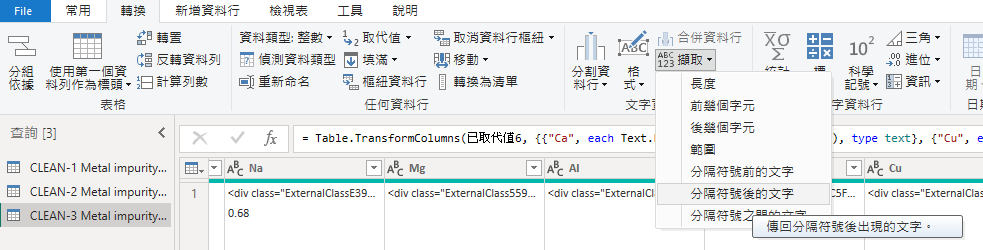 File 常用 轉換 新增資料行 檢視表 工具 說明
轉置 資料類型: 整數 取代值 取消資料行樞紐 合併資料行 三角
分組依據 使用第一個資料列作為標頭 反轉資料列 偵測資料類型 填滿 移動 分割資料行 格式 擷取 統計 標 科學記號 進位 日期
計算列數 重新命名 樞紐資料行 轉換為清單 資訊
表格 任何資料行 文字資 字資料行
長度
前幾個字元
後幾個字元
範圍
分隔符號前的文字
分隔符號後的文字
分隔符號之間的文字
傳回分隔符號後出現的文字。
查詢 [3]
CLEAN-1 Metal impurity...
CLEAN-2 Metal impurity...
CLEAN-3 Metal impurity...
= Table.TransformColumns(已取代值6, {{"Ca", each Text. ), type text}, {"Cu", e
Na Mg Al Cu
1 <div class="ExternalClassE39... <div class="ExternalClass559... <div class="External C5F... <div class="ExternalClass
0.68